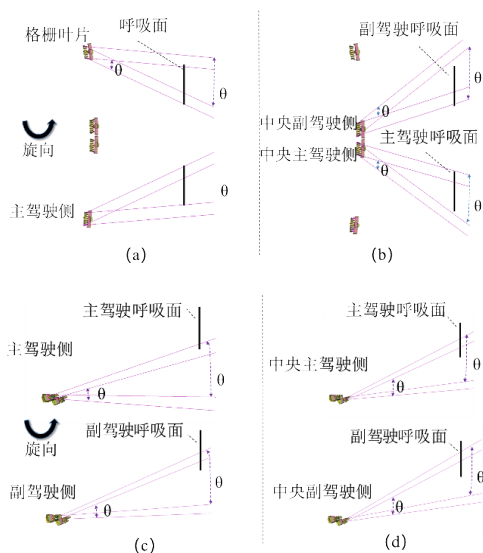 格栅叶片
呼吸面
θ
θ
旋向
主驾驶侧
(a)
副驾驶呼吸面
θ
θ
中央副驾驶侧
中央主驾驶侧
主驾驶呼吸面
θ
θ
(b)
主驾驶呼吸面
主驾驶侧
θ
θ
旋向
副驾驶呼吸面
副驾驶侧
θ
θ
(c)
主驾驶呼吸面
中央主驾驶侧
θ
θ
副驾驶呼吸面
中央副驾驶侧
θ
θ
(d)